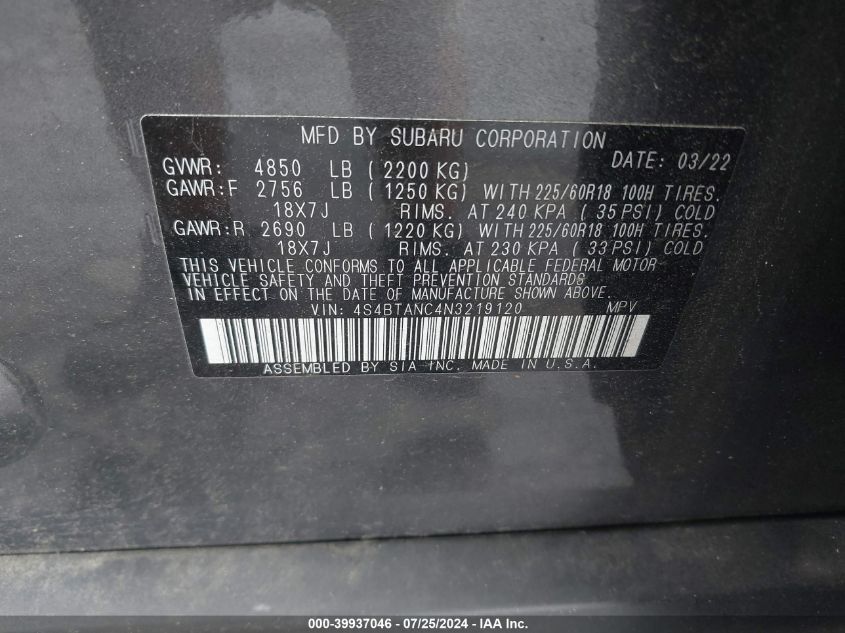 MFD BY SUBARU CORPORATION
GVWR: 4850 LB (2200 KG) DATE: 03/22
GAWR:F 2756 LB (1250 KG) WITH 225/60R18 100H TIRES.
18X7J RIMS. AT 240 KPA (35 PSI) COLD
GAWR:R 2690 LB (1220 KG) WITH 225/60R18 100H TIRES.
18X7J RIMS. AT 230 KPA (33 PSI) COLD
THIS VEHICLE CONFORMS TO ALL APPLICABLE FEDERAL MOTOR
VEHICLE SAFETY AND THEFT PREVENTION STANDARDS
IN EFFECT ON THE DATE OF MANUFACTURE SHOWN ABOVE.
VIN: 4S4BTANC4N3219120 MPV
ASSEMBLED BY SIA INC. MADE IN U.S.A.
000-39937046 / 07/25/2024 - IAA Inc.